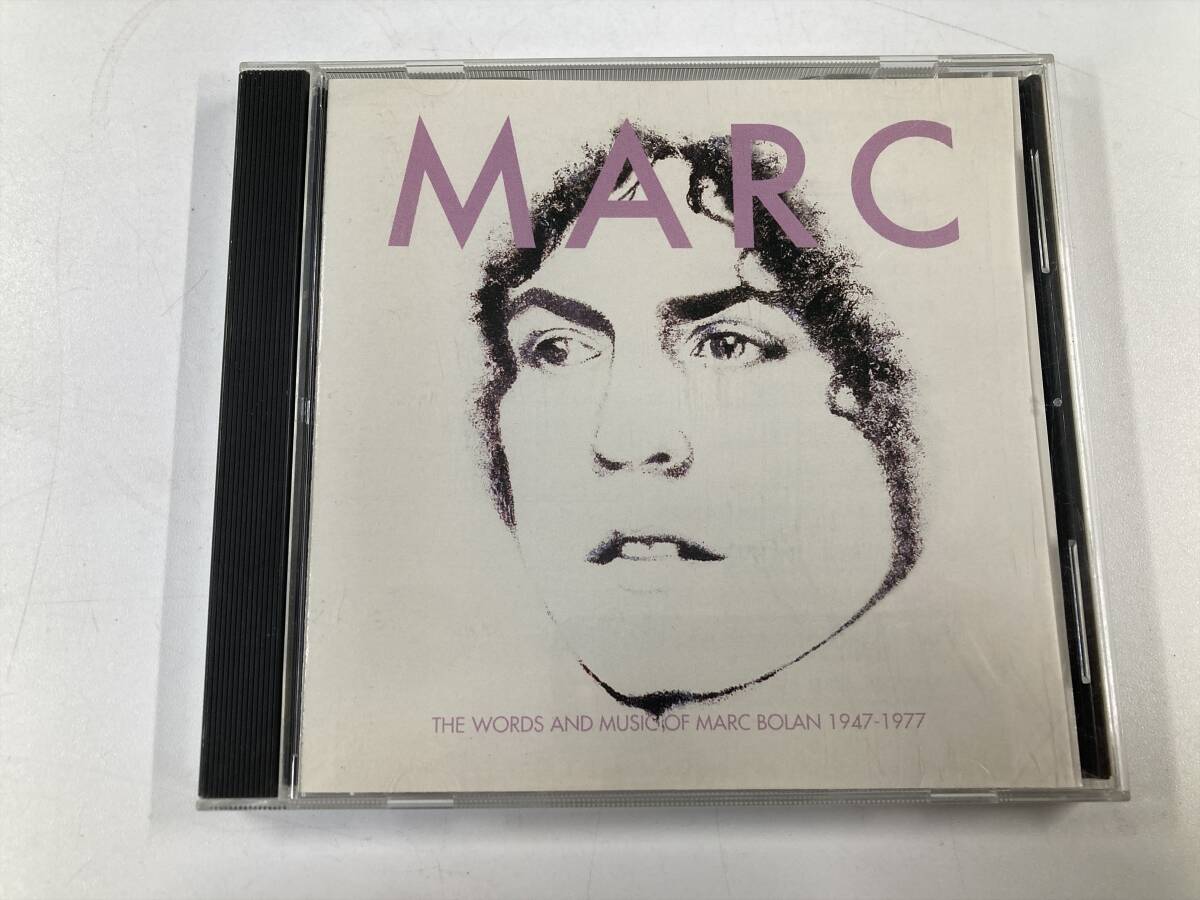 MARC
THE WORDS AND MUSIC OF MARC BOLAN 1947-1977